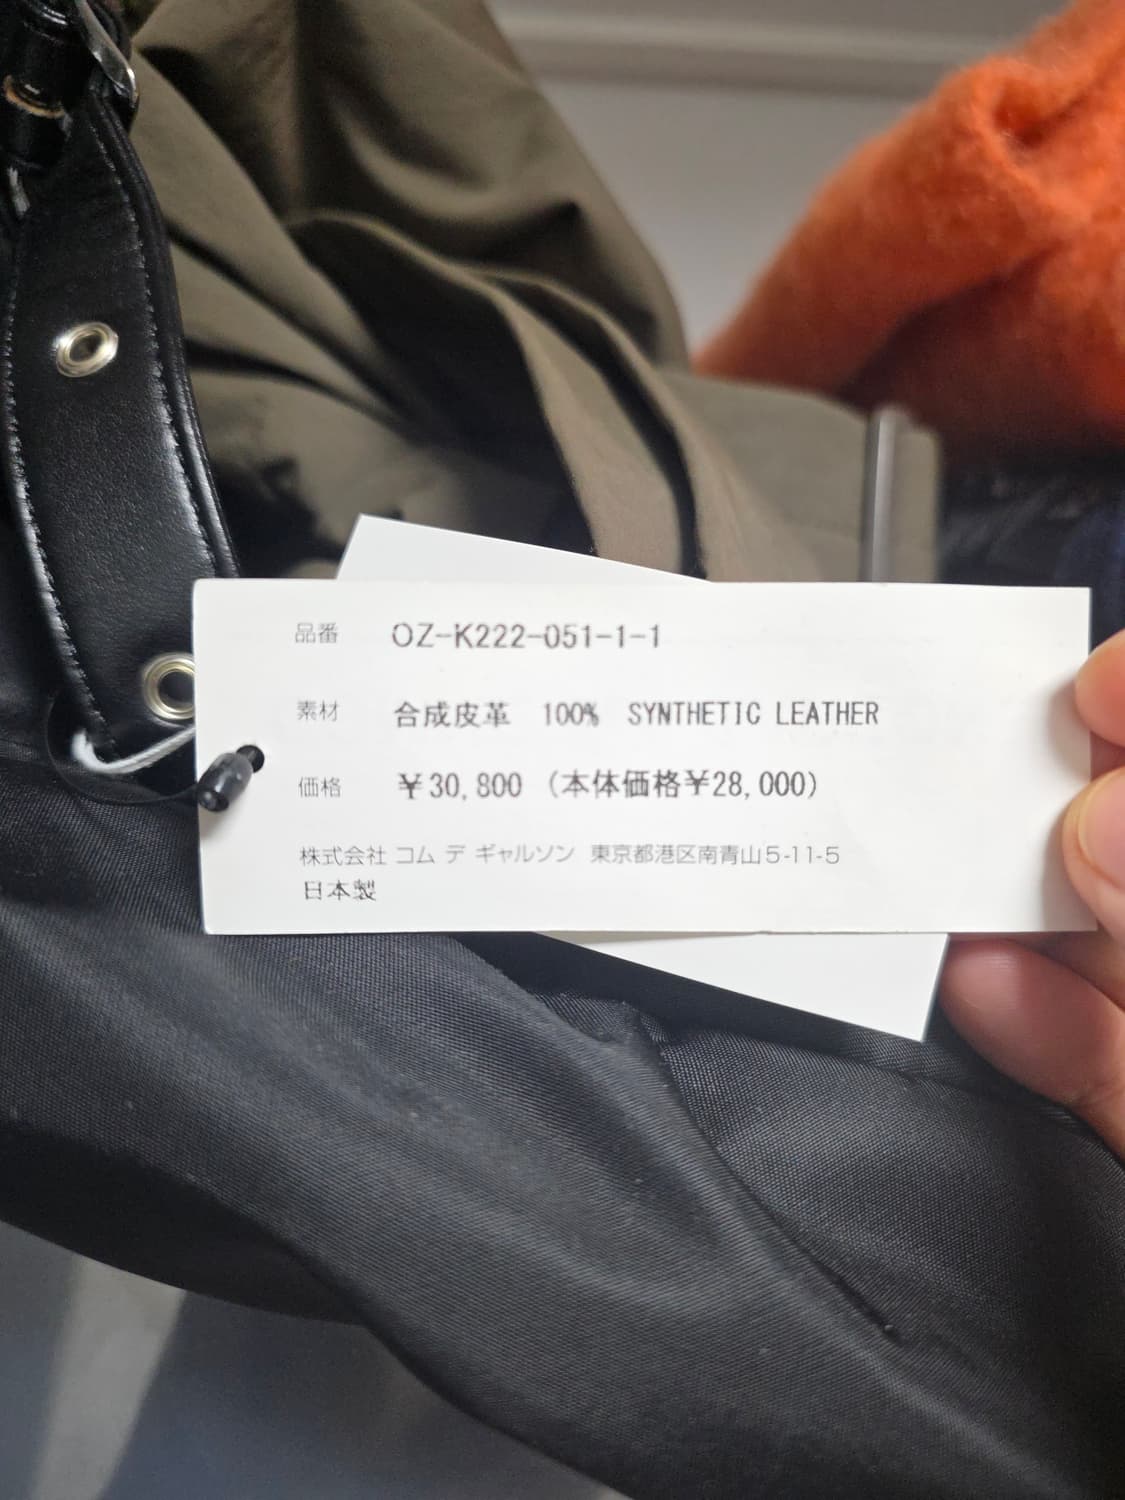 品番 OZ-K222-051-1-1
素材 合成皮革 100% SYNTHETIC LEATHER
価格 ¥30,800 (本体価格¥28,000)
株式会社 コム デ ギャルソン 東京都港区南青山5-11-5
日本製